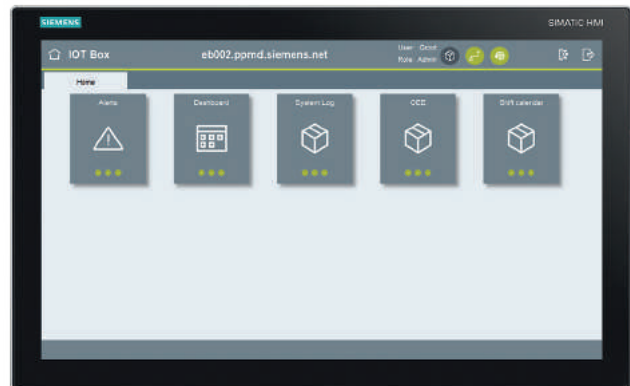 SIEMENS
SIMATIC HMI
IOT Box
eb002.ppmd.siemens.net
User
Role Admin
Home
Alerts
Dashboard
System Log
OEE
Shift calendar